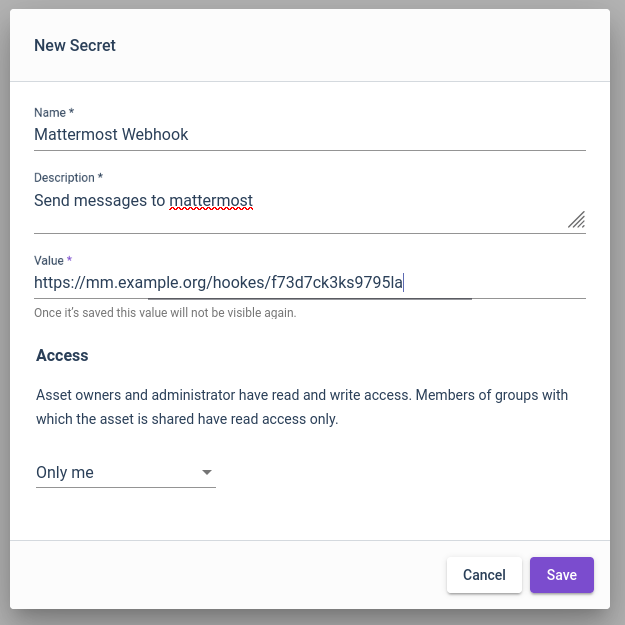 New Secret
Name *
Mattermost Webhook
Description *
Send messages to mattermost
Value *
https://mm.example.org/hookes/f73d7ck3ks9795la
Once it's saved this value will not be visible again.
Access
Asset owners and administrator have read and write access. Members of groups with
which the asset is shared have read access only.
Only me
Cancel
Save